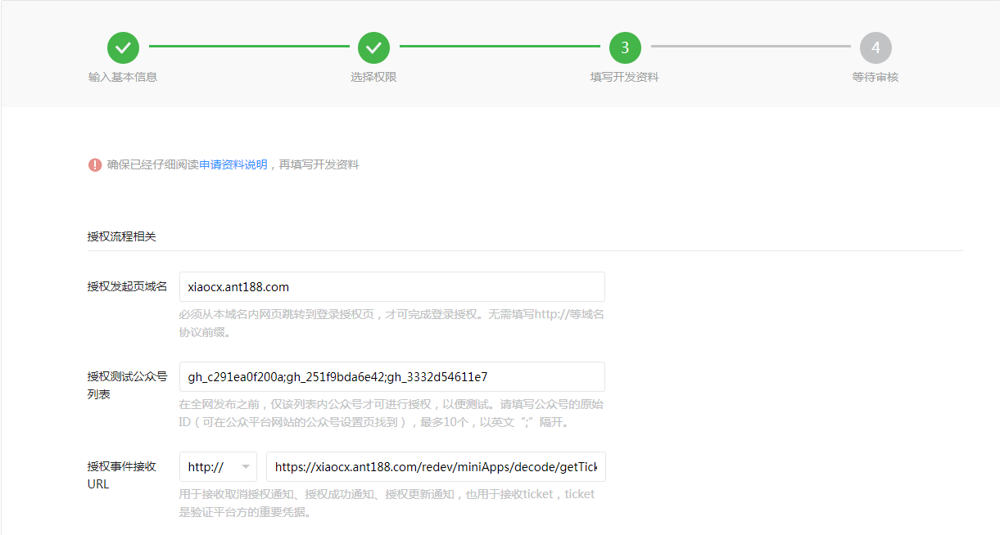 3
4
输入基本信息
选择权限
填写开发资料
等待审核
确保已经仔细阅读申请资料说明，再填写开发资料
授权流程相关
授权发起页域名
xiaocx.ant188.com
必须从本域名内网页跳转到登录授权页，才可完成登录授权。无需填写http://等域名
协议前缀。
授权测试公众号
列表
gh_c291ea0f200a;gh_251f9bda6e42;gh_3332d54611e7
在全网发布之前，仅该列表内公众号才可进行授权，以便测试。请填写公众号的原始
ID（可在公众平台网站的公众号设置页找到），最多10个，以英文“;”隔开。
授权事件接收
URL
http://
https://xiaocx.ant188.com/redev/miniApps/decode/getTick
用于接收取消授权通知、授权成功通知、授权更新通知，也用于接收ticket，ticket
是验证平台方的重要凭据。